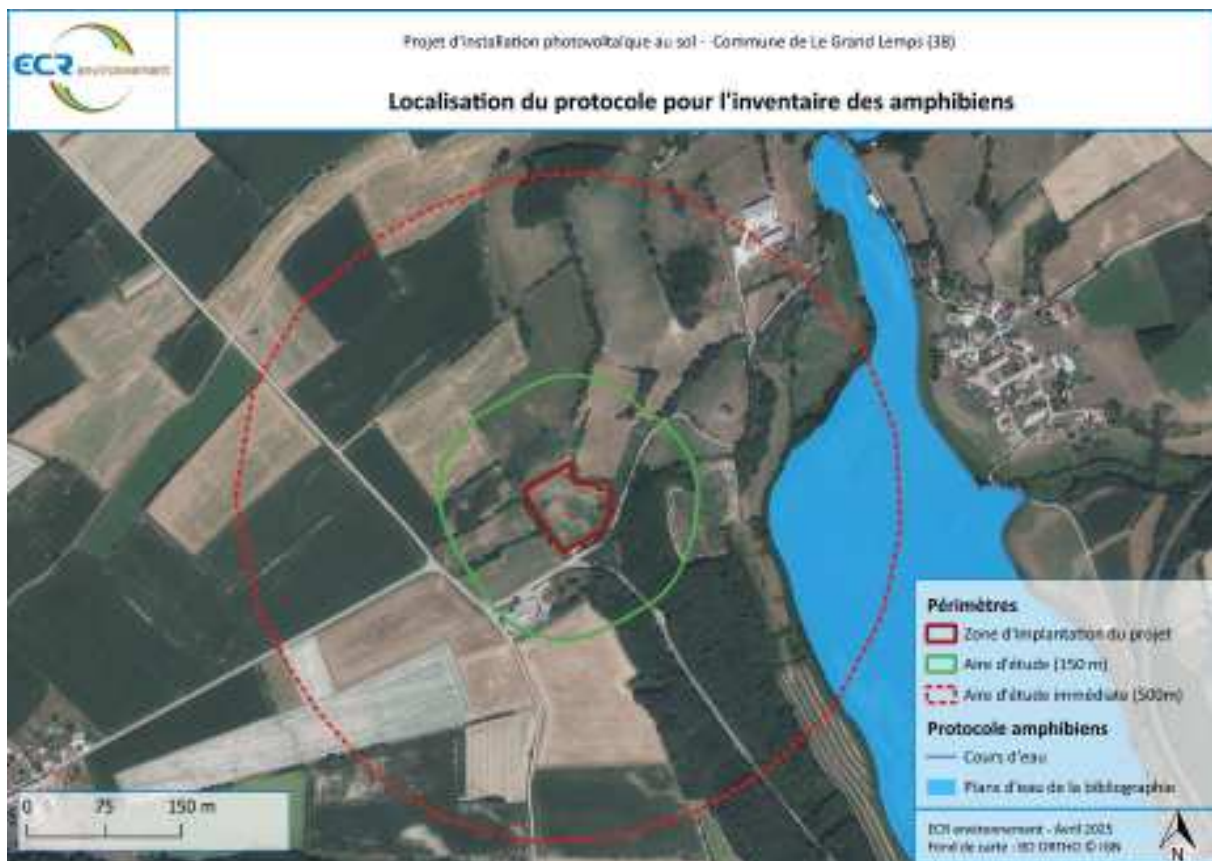 ECR environnement
Projet d'installation photovoltaïque au sol - Commune de Le Grand Lemps (38)
Localisation du protocole pour l'inventaire des amphibiens
Périmètres
Zone d'implantation du projet
Aire d'étude (150 m)
Aire d'étude immédiate (500m)
Protocole amphibiens
Cours d'eau
Plans d'eau de la bibliographie
0 75 150 m
ECR environnement - Avril 2025
Fond de carte : BD ORTHO © IGN
N